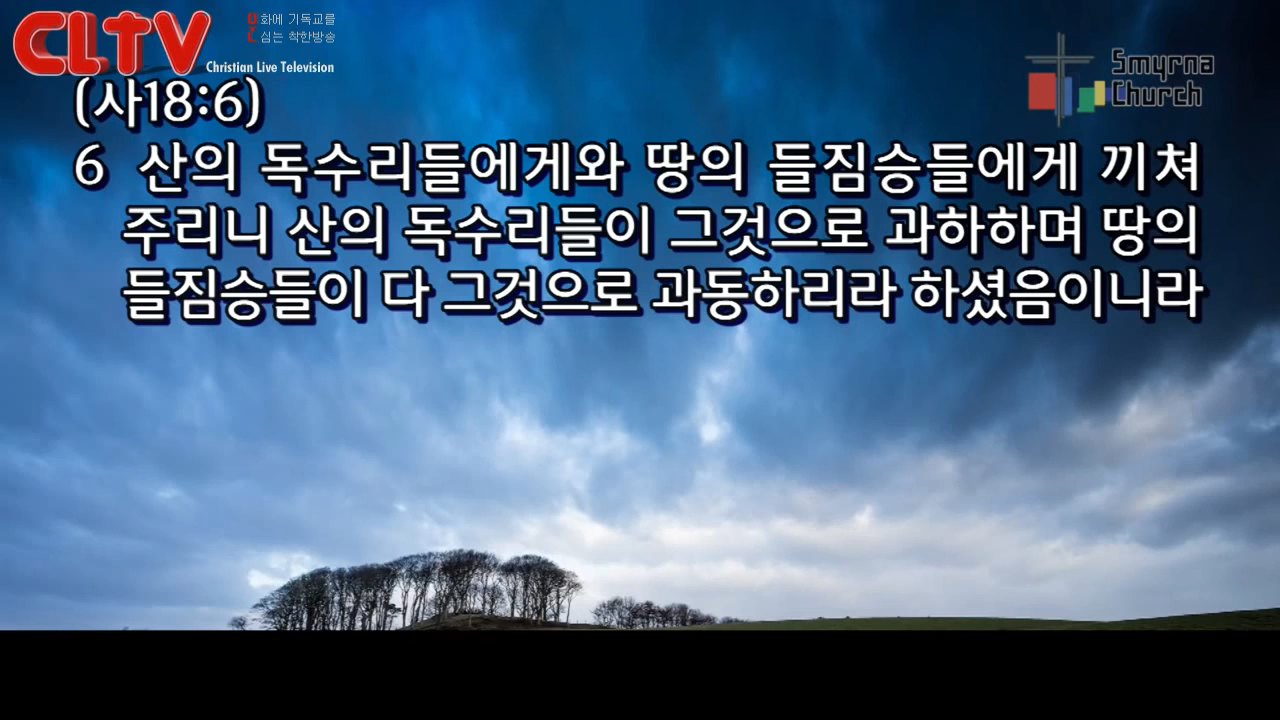 CLTV
문화에 기독교를
심는 착한방송
Christian Live Television
Smyrna
Church
(사18:6)
6 산의 독수리들에게와 땅의 들짐승들에게 끼쳐
주리니 산의 독수리들이 그것으로 과하하며 땅의
들짐승들이 다 그것으로 과동하리라 하셨음이니라